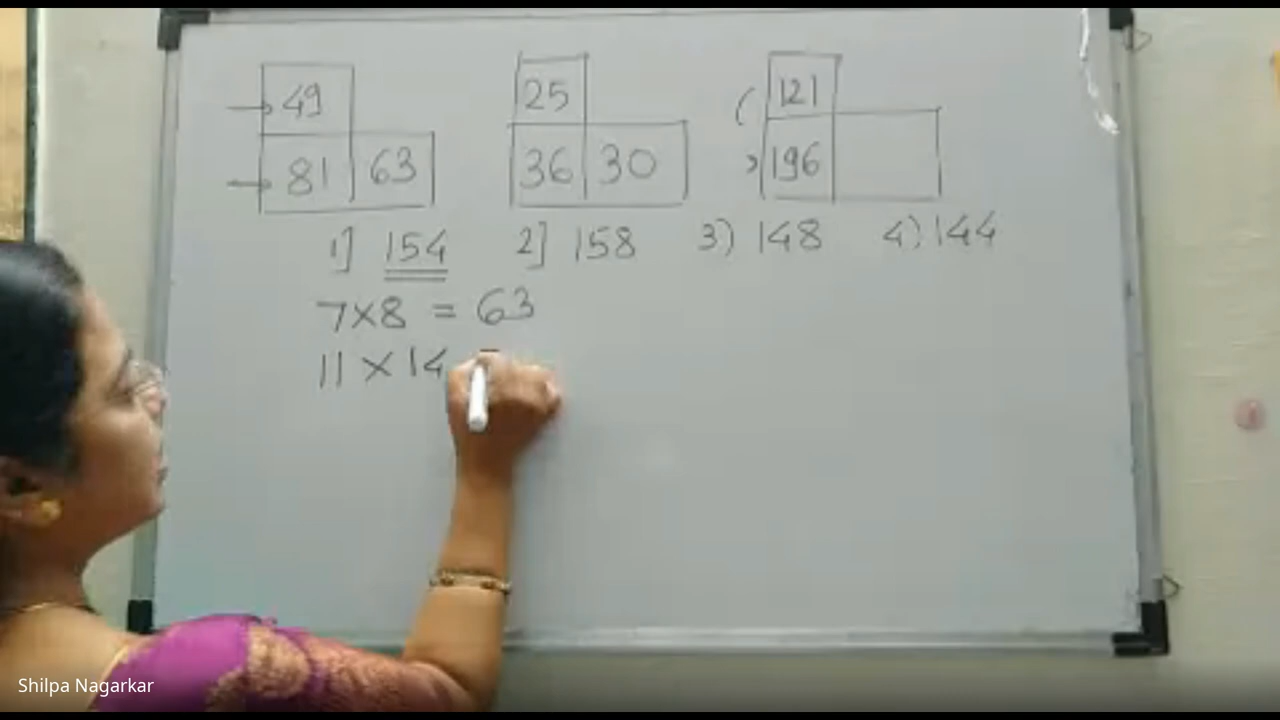 49 25 121
81 63 36 30 196
1] 154 2] 158 3) 148 4) 144
7×8 = 63
11 × 14
Shilpa Nagarkar